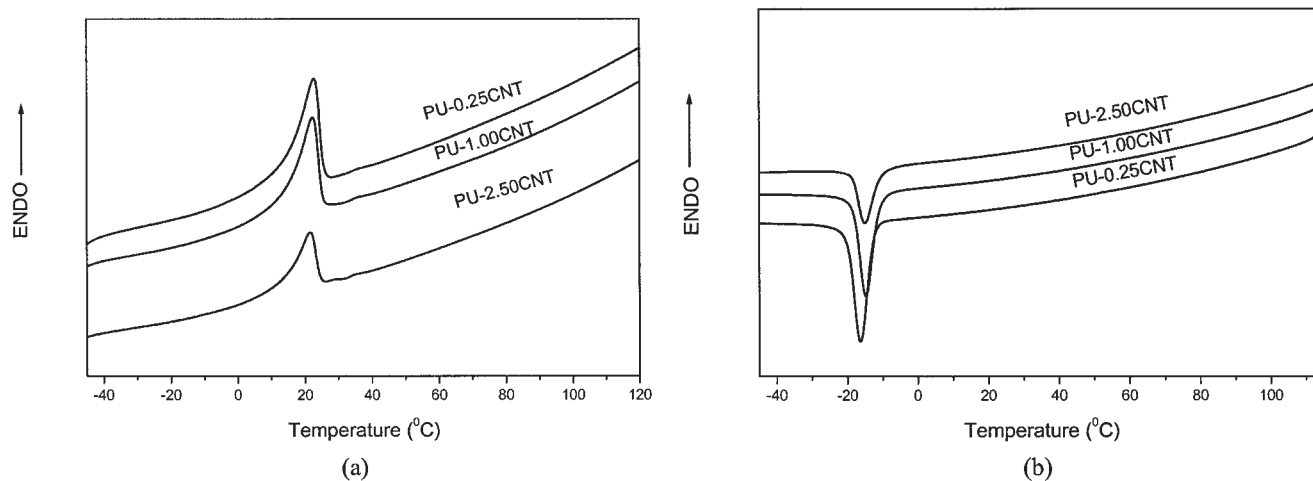 ENDO
PU-0.25CNT
PU-1.00CNT
PU-2.50CNT
-40 -20 0 20 40 60 80 100 120
Temperature (⁰C)
(a)
ENDO
PU-2.50CNT
PU-1.00CNT
PU-0.25CNT
-40 -20 0 20 40 60 80 100
Temperature (⁰C)
(b)